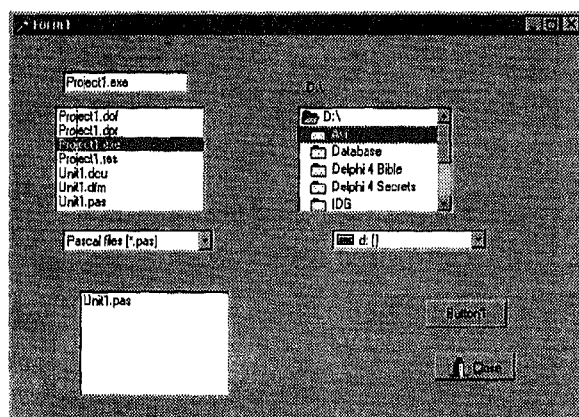 Form1
Project1.exe
D:\
Project1.dof
Project1.dpr
Project1.exe
Project1.res
Unit1.dcu
Unit1.dfm
Unit1.pas
D:\
Database
Delphi 4 Bible
Delphi 4 Secrets
IDG
Pascal files (*.pas)
d: []
Unit1.pas
Button1
Close